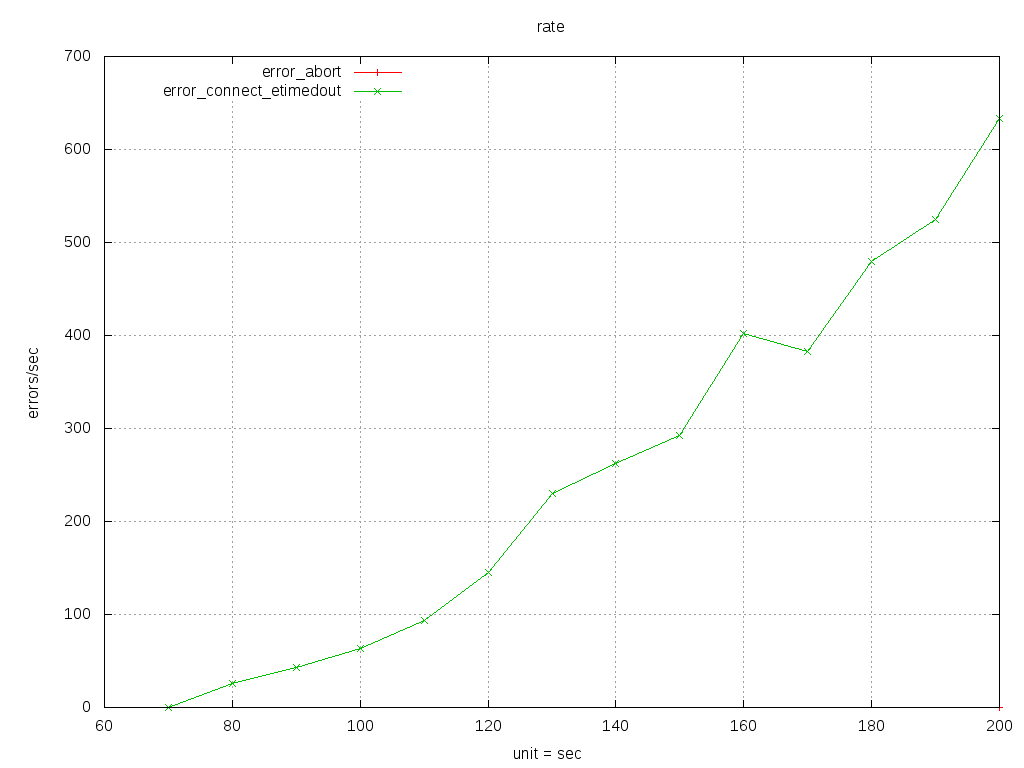 rate
700
600
500
400
300
200
100
0
error_abort
error_connect_etimedout
errors/sec
60 80 100 120 140 160 180 200
unit = sec